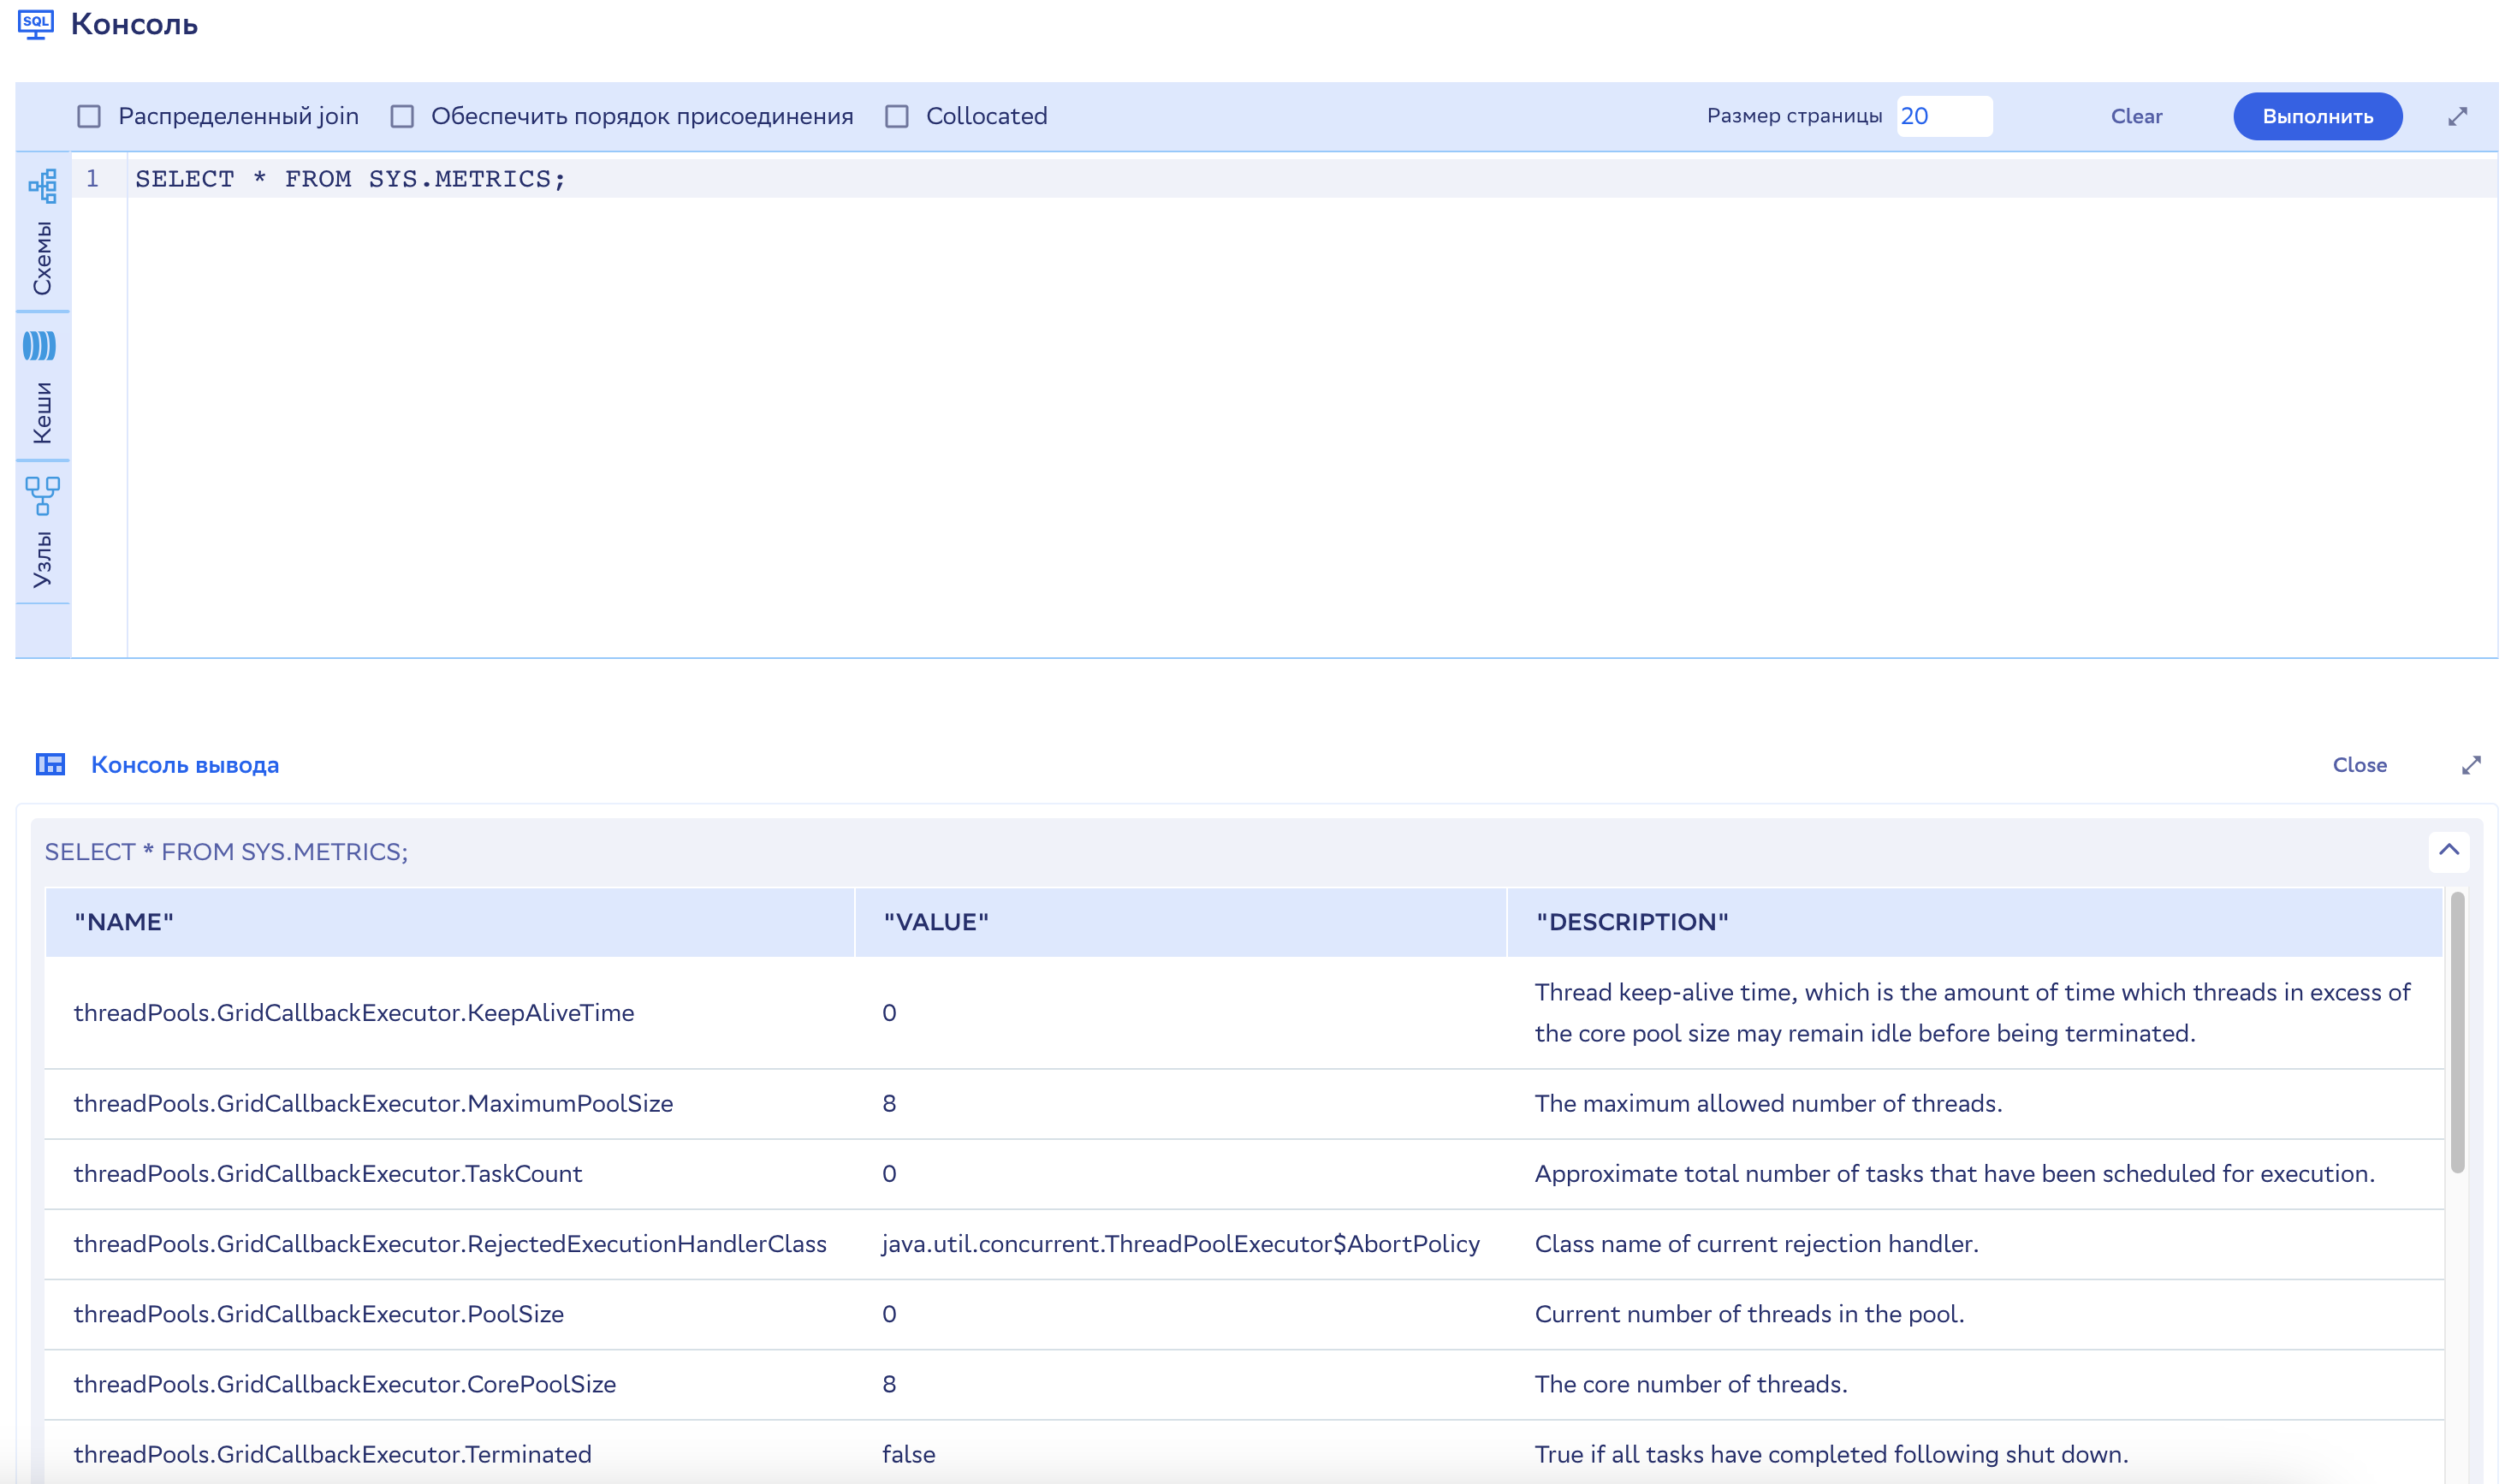 SQL
Консоль
Распределенный join Обеспечить порядок присоединения Collocated Размер страницы 20 Clear Выполнить
Схемы
Кеши
Узлы
1 SELECT * FROM SYS.METRICS;
Консоль вывода Close
SELECT * FROM SYS.METRICS;
"NAME" "VALUE" "DESCRIPTION"
threadPools.GridCallbackExecutor.KeepAliveTime 0 Thread keep-alive time, which is the amount of time which threads in excess of
the core pool size may remain idle before being terminated.
threadPools.GridCallbackExecutor.MaximumPoolSize 8 The maximum allowed number of threads.
threadPools.GridCallbackExecutor.TaskCount 0 Approximate total number of tasks that have been scheduled for execution.
threadPools.GridCallbackExecutor.RejectedExecutionHandlerClass java.util.concurrent.ThreadPoolExecutor$AbortPolicy Class name of current rejection handler.
threadPools.GridCallbackExecutor.PoolSize 0 Current number of threads in the pool.
threadPools.GridCallbackExecutor.CorePoolSize 8 The core number of threads.
threadPools.GridCallbackExecutor.Terminated false True if all tasks have completed following shut down.